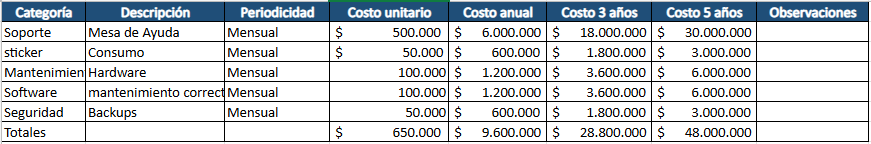 Categoría Descripción Periodicidad Costo unitario Costo anual Costo 3 años Costo 5 años Observaciones
Soporte Mesa de Ayuda Mensual $ 500.000 $ 6.000.000 $ 18.000.000 $ 30.000.000
sticker Consumo Mensual $ 50.000 $ 600.000 $ 1.800.000 $ 3.000.000
Mantenimien Hardware Mensual 100.000 $ 1.200.000 $ 3.600.000 $ 6.000.000
Software mantenimiento correct Mensual 100.000 $ 1.200.000 $ 3.600.000 $ 6.000.000
Seguridad Backups Mensual 50.000 $ 600.000 $ 1.800.000 $ 3.000.000
Totales $ 650.000 $ 9.600.000 $ 28.800.000 $ 48.000.000